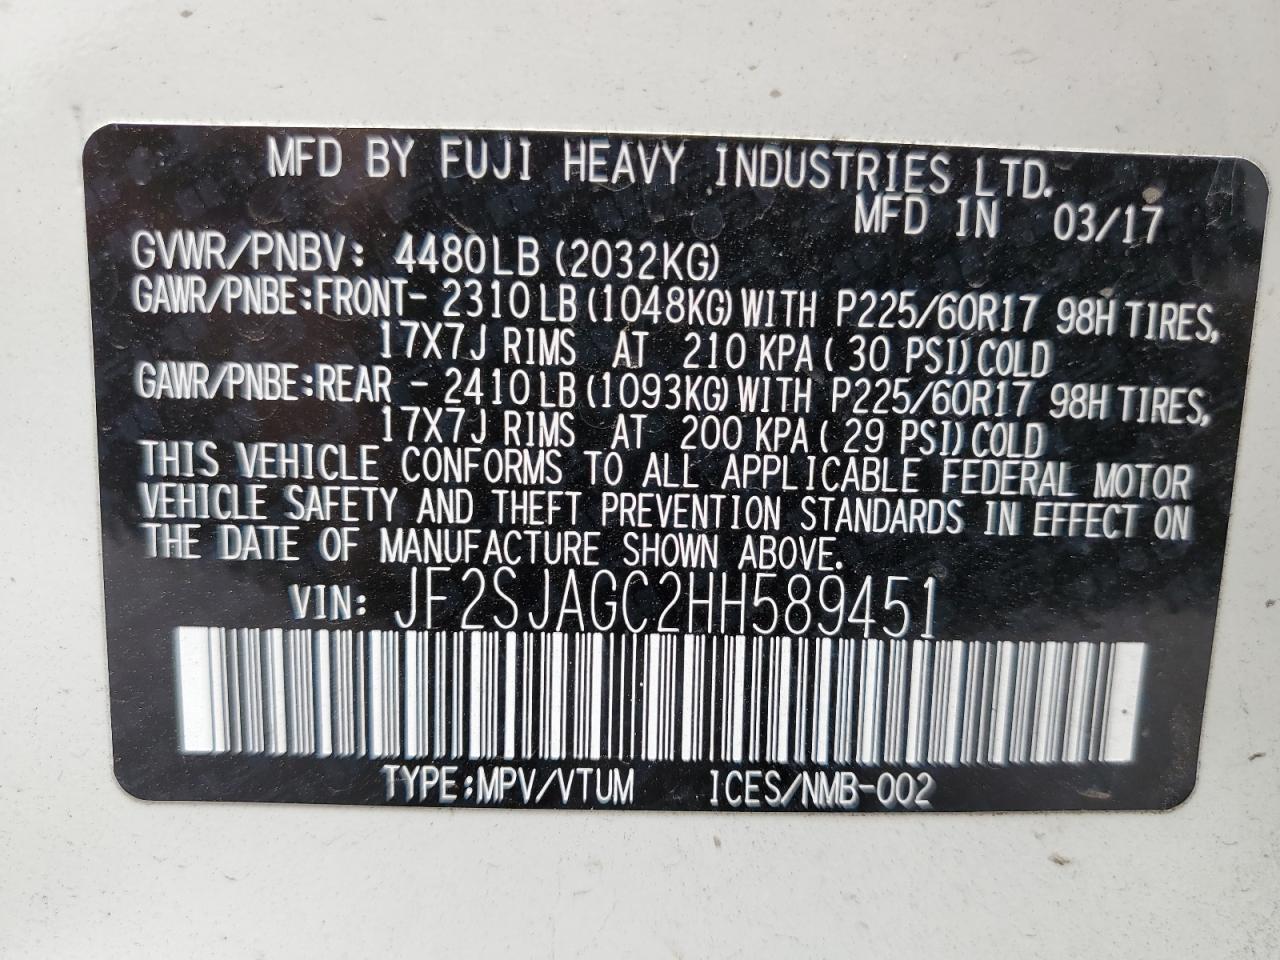 MFD BY FUJI HEAVY INDUSTRIES LTD.
MFD IN 03/17
GVWR/PNBV: 4480LB (2032KG)
GAWR/PNBE:FRONT- 2310LB (1048KG) WITH P225/60R17 98H TIRES,
17X7J RIMS AT 210 KPA ( 30 PSI) COLD
GAWR/PNBE:REAR - 2410LB (1093KG) WITH P225/60R17 98H TIRES,
17X7J RIMS AT 200 KPA ( 29 PSI) COLD
THIS VEHICLE CONFORMS TO ALL APPLICABLE FEDERAL MOTOR
VEHICLE SAFETY AND THEFT PREVENTION STANDARDS IN EFFECT ON
THE DATE OF MANUFACTURE SHOWN ABOVE.
VIN: JF2SJAGC2HH589451
TYPE:MPV/VTUM ICES/NMB-002